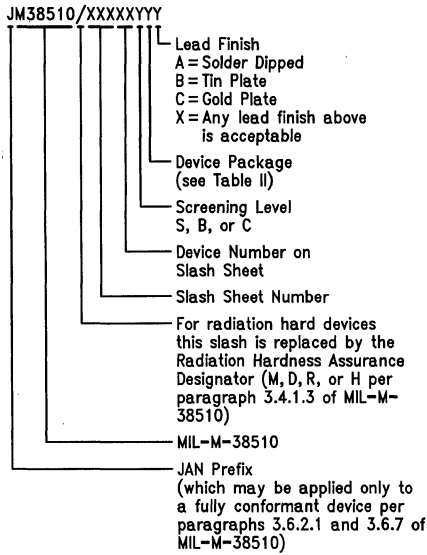 JM38510/XXXXXYYY
Lead Finish
A = Solder Dipped
B = Tin Plate
C = Gold Plate
X = Any lead finish above
is acceptable
Device Package
(see Table II)
Screening Level
S, B, or C
Device Number on
Slash Sheet
Slash Sheet Number
For radiation hard devices
this slash is replaced by the
Radiation Hardness Assurance
Designator (M, D, R, or H per
paragraph 3.4.1.3 of MIL-M-
38510)
MIL-M-38510
JAN Prefix
(which may be applied only to
a fully conformant device per
paragraphs 3.6.2.1 and 3.6.7 of
MIL-M-38510)